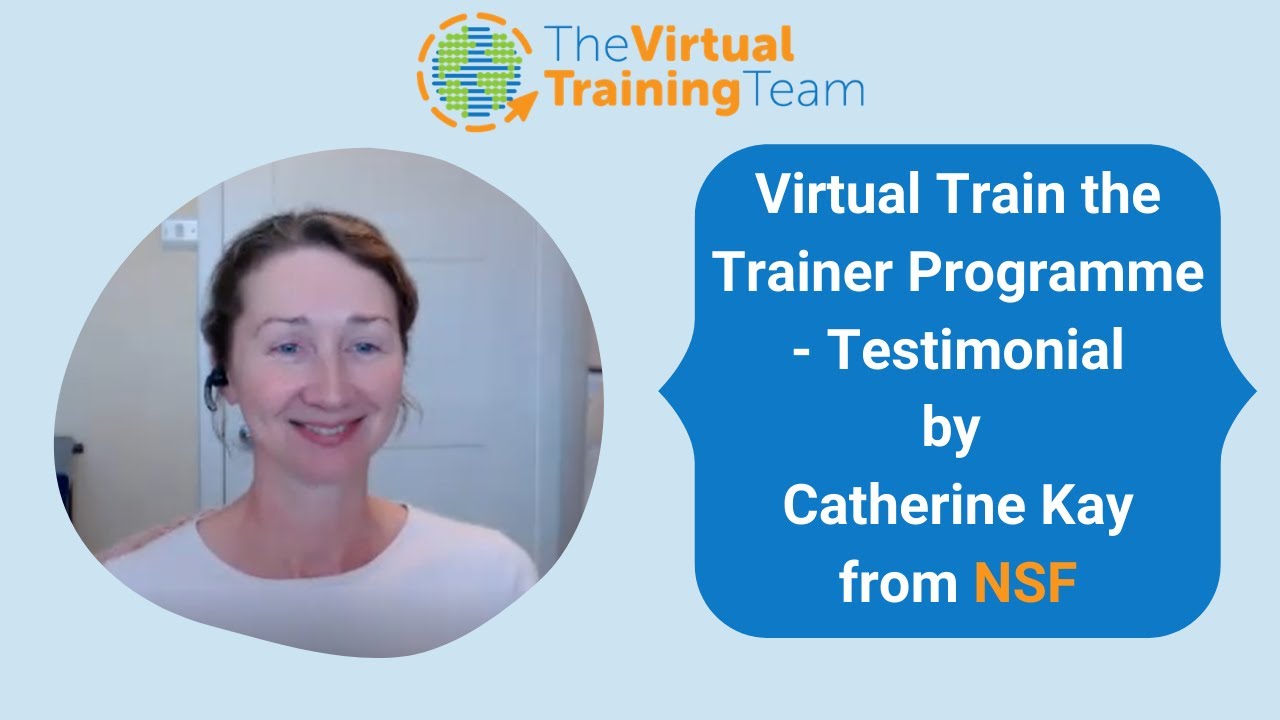 TheVirtual
TrainingTeam
Virtual Train the
Trainer Programme
- Testimonial
by
Catherine Kay
from NSF